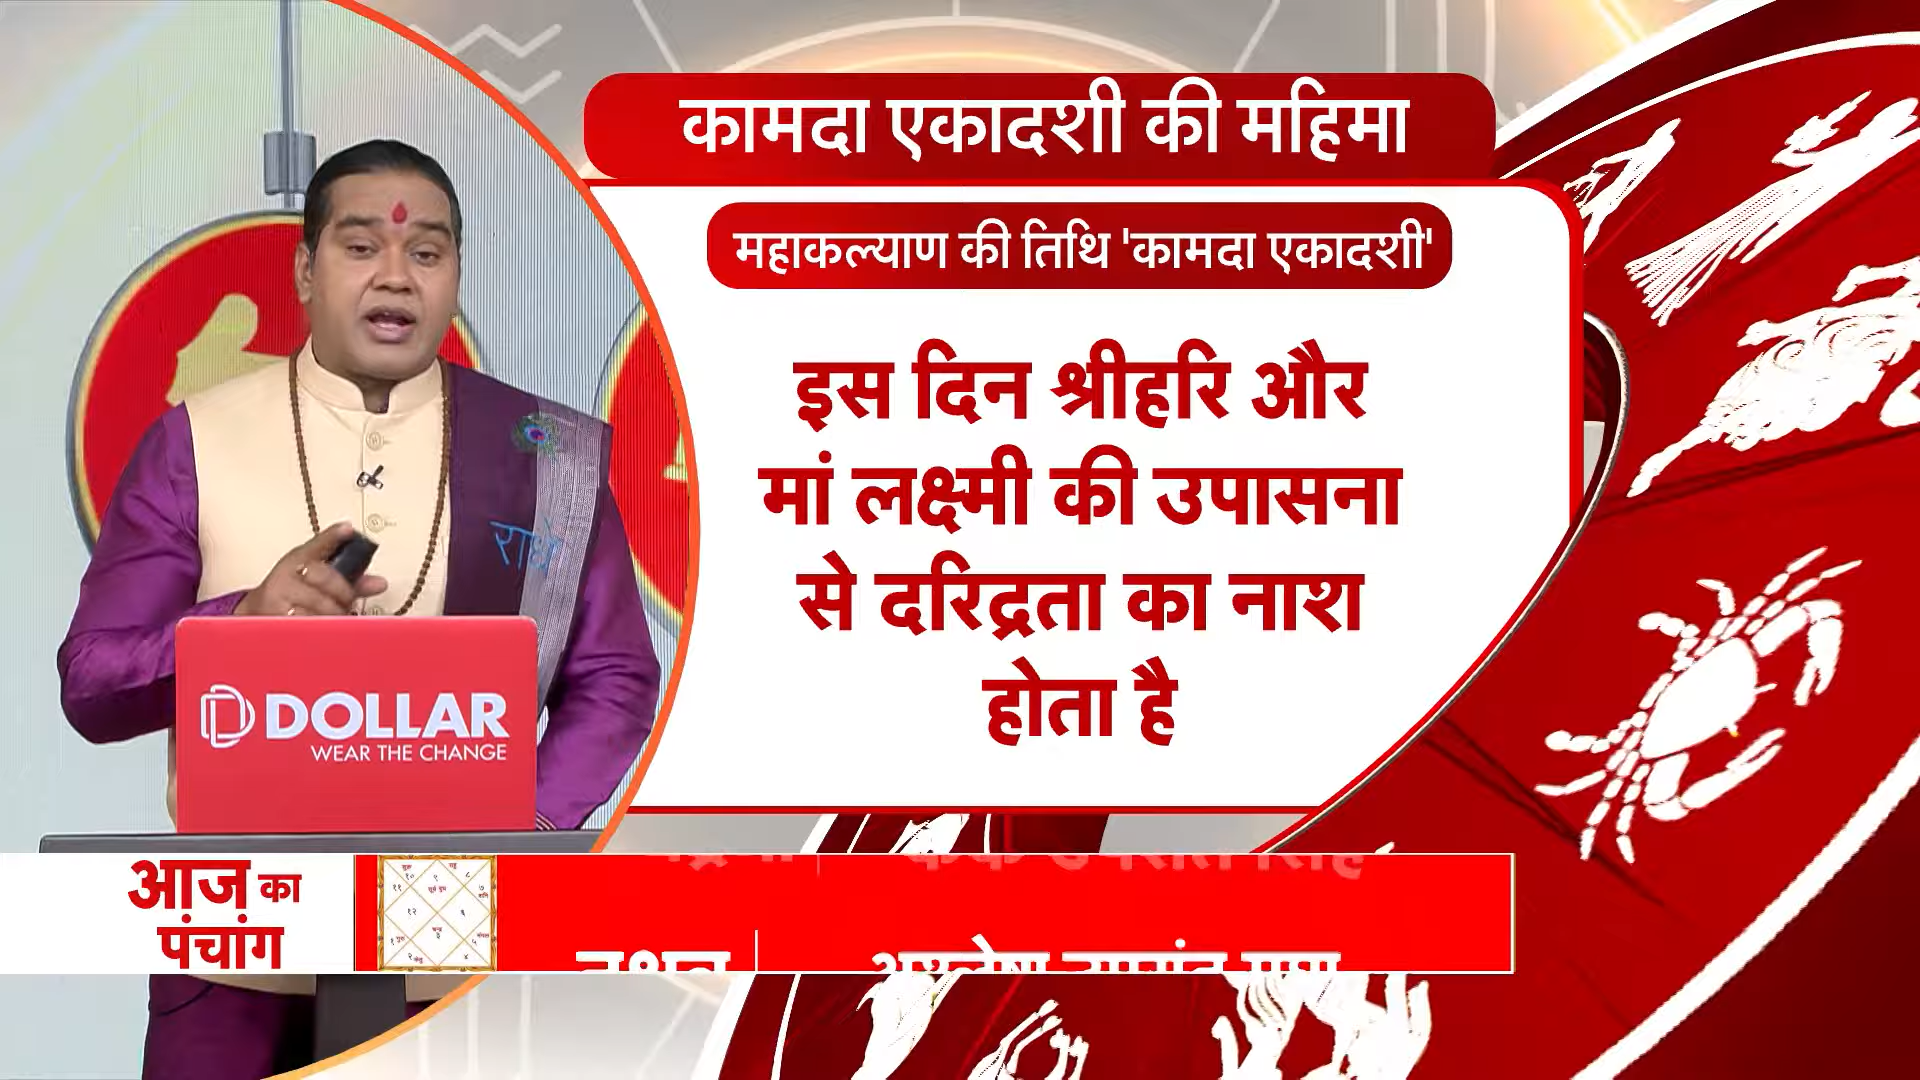 कामदा एकादशी की महिमा
महाकल्याण की तिथि 'कामदा एकादशी'
इस दिन श्रीहरि और
मां लक्ष्मी की उपासना
से दरिद्रता का नाश
होता है
राधे
DOLLAR
WEAR THE CHANGE
आज का
पंचांग